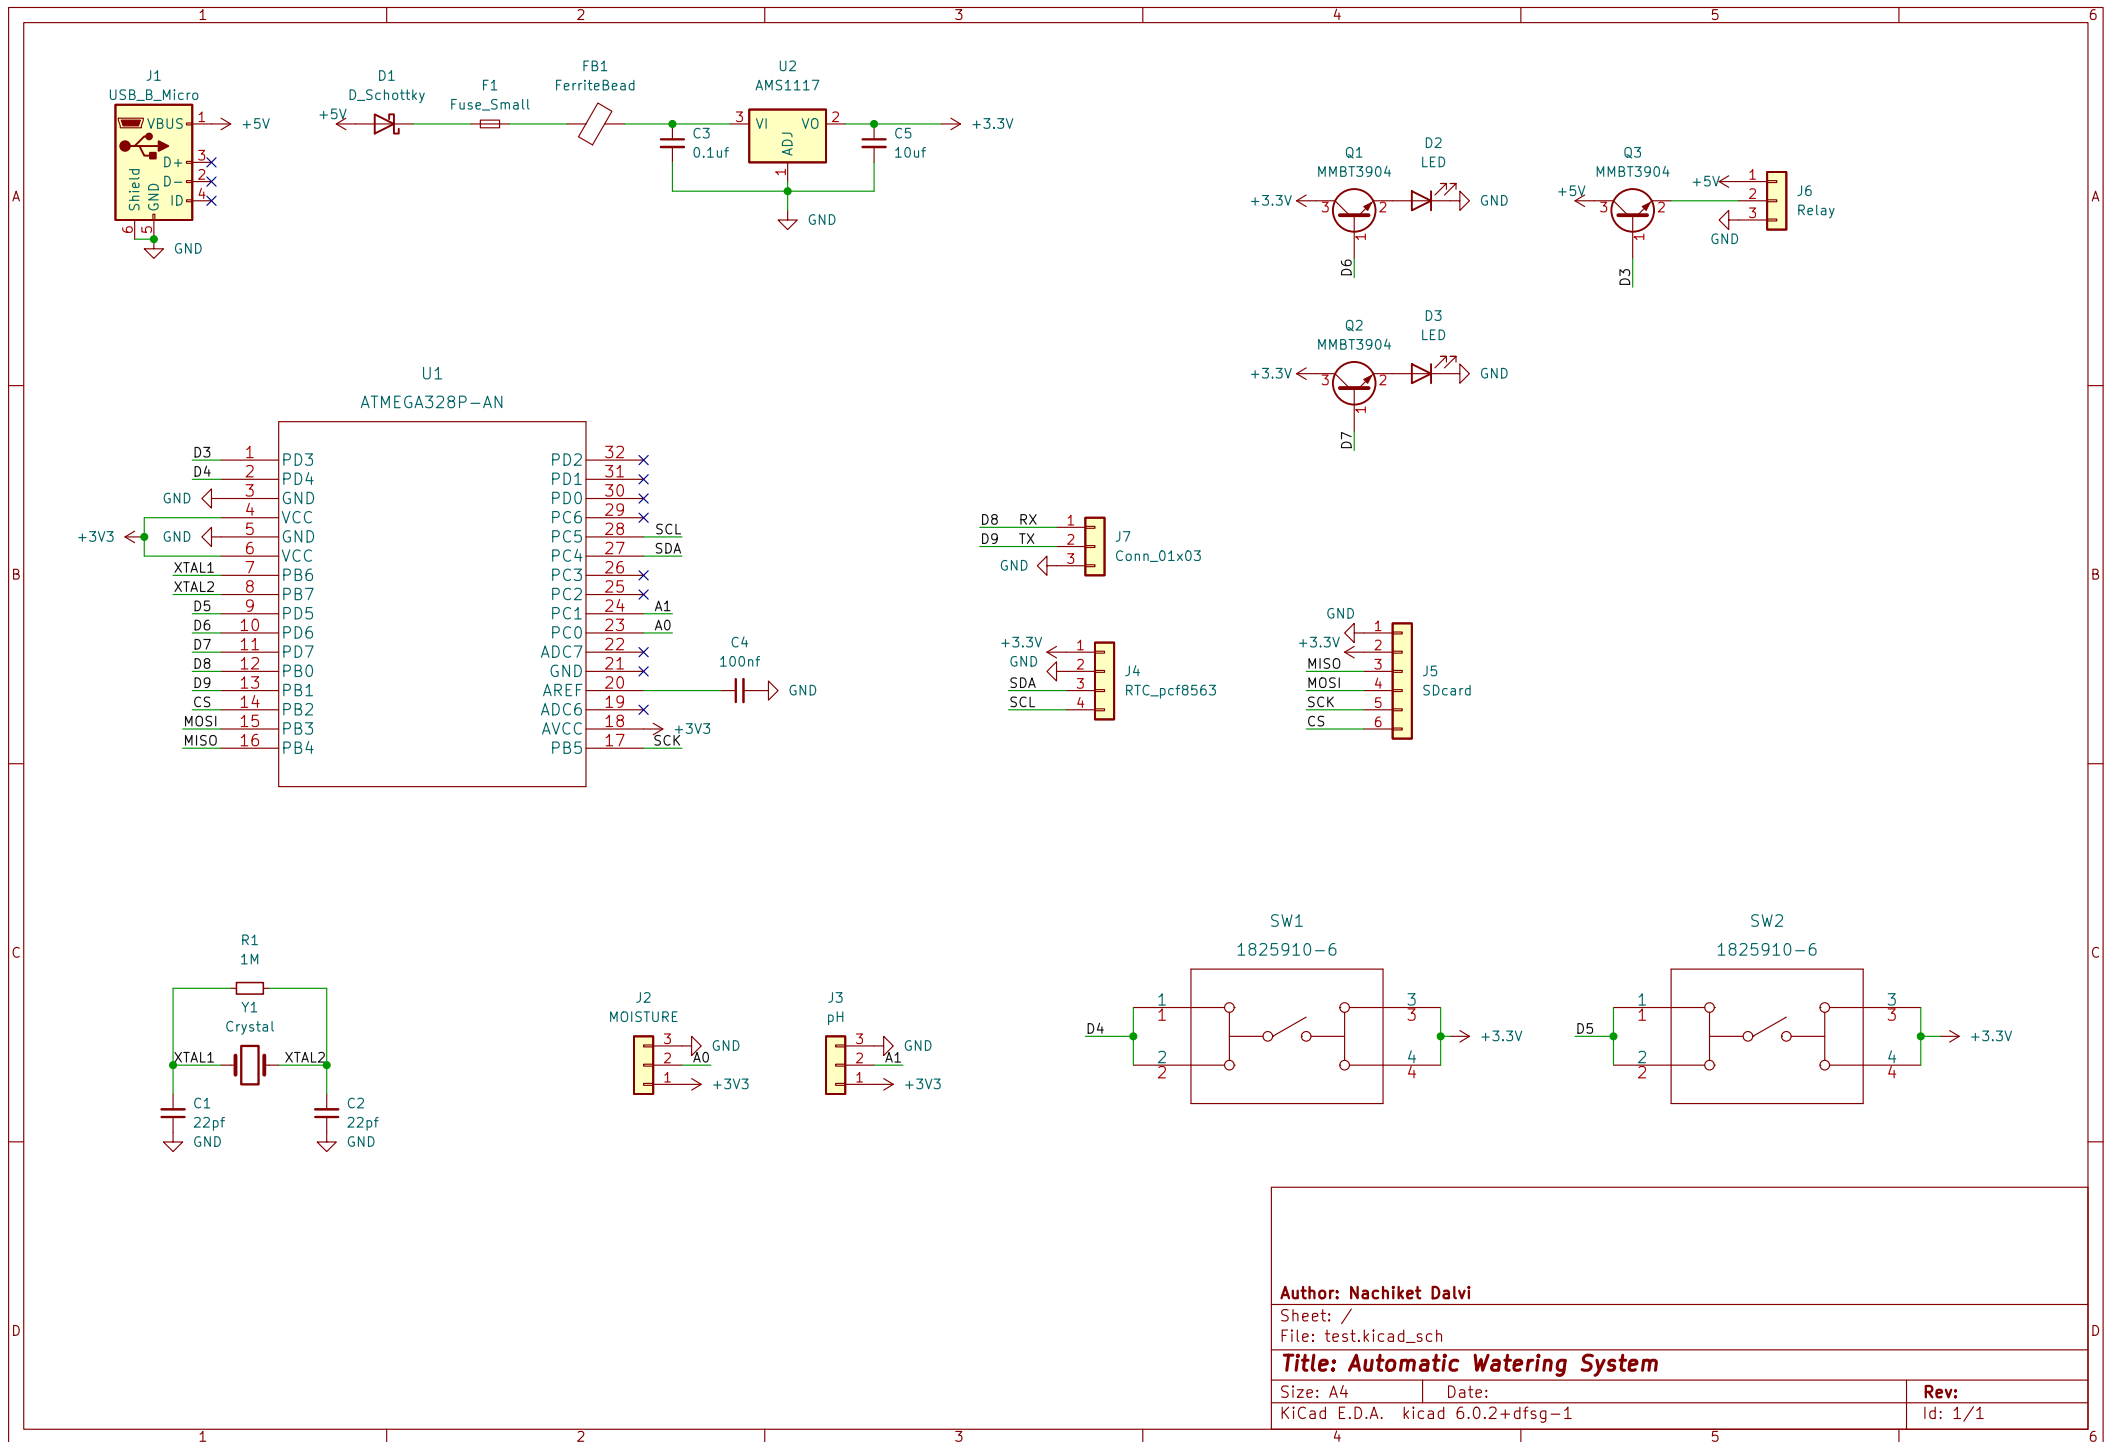 1 2 3 4 5 6
A
B
C
D
J1
USB_B_Micro
VBUS 1 +5V
D+ 3
D- 2
ID 4
Shield
GND
6 5
GND
D1
D_Schottky
+5V
F1
Fuse_Small
FB1
FerriteBead
C3
0.1uf
U2
AMS1117
3 VI VO 2
ADJ
1
GND
C5
10uf
+3.3V
Q1
MMBT3904
+3.3V 3 2
1
D6
D2
LED
GND
Q3
MMBT3904
+5V 3 2
1
D3
+5V 1
2
3
GND
J6
Relay
Q2
MMBT3904
+3.3V 3 2
1
D7
D3
LED
GND
U1
ATMEGA328P-AN
D3 1 PD3
D4 2 PD4
GND 3 GND
4 VCC
+3V3 GND 5 GND
6 VCC
XTAL1 7 PB6
XTAL2 8 PB7
D5 9 PD5
D6 10 PD6
D7 11 PD7
D8 12 PB0
D9 13 PB1
CS 14 PB2
MOSI 15 PB3
MISO 16 PB4
PD2 32
PD1 31
PD0 30
PC6 29
PC5 28 SCL
PC4 27 SDA
PC3 26
PC2 25
PC1 24 A1
PC0 23 A0
ADC7 22
GND 21
AREF 20
ADC6 19
AVCC 18 +3V3
PB5 17 SCK
C4
100nf
GND
D8 RX 1
D9 TX 2
GND 3
J7
Conn_01x03
+3.3V 1
GND 2
SDA 3
SCL 4
J4
RTC_pcf8563
GND 1
+3.3V 2
MISO 3
MOSI 4
SCK 5
CS 6
J5
SDcard
R1
1M
Y1
Crystal
XTAL1 XTAL2
C1
22pf
GND
C2
22pf
GND
J2
MOISTURE
3 GND
2 A0
1 +3V3
J3
pH
3 GND
2 A1
1 +3V3
SW1
1825910-6
D4
1 3
1 3
2 4
2 4
+3.3V
SW2
1825910-6
D5
1 3
1 3
2 4
2 4
+3.3V
Author: Nachiket Dalvi
Sheet: /
File: test.kicad_sch
Title: Automatic Watering System
Size: A4 Date: Rev:
KiCad E.D.A. kicad 6.0.2+dfsg-1 Id: 1/1
A
B
C
D
1 2 3 4 5 6